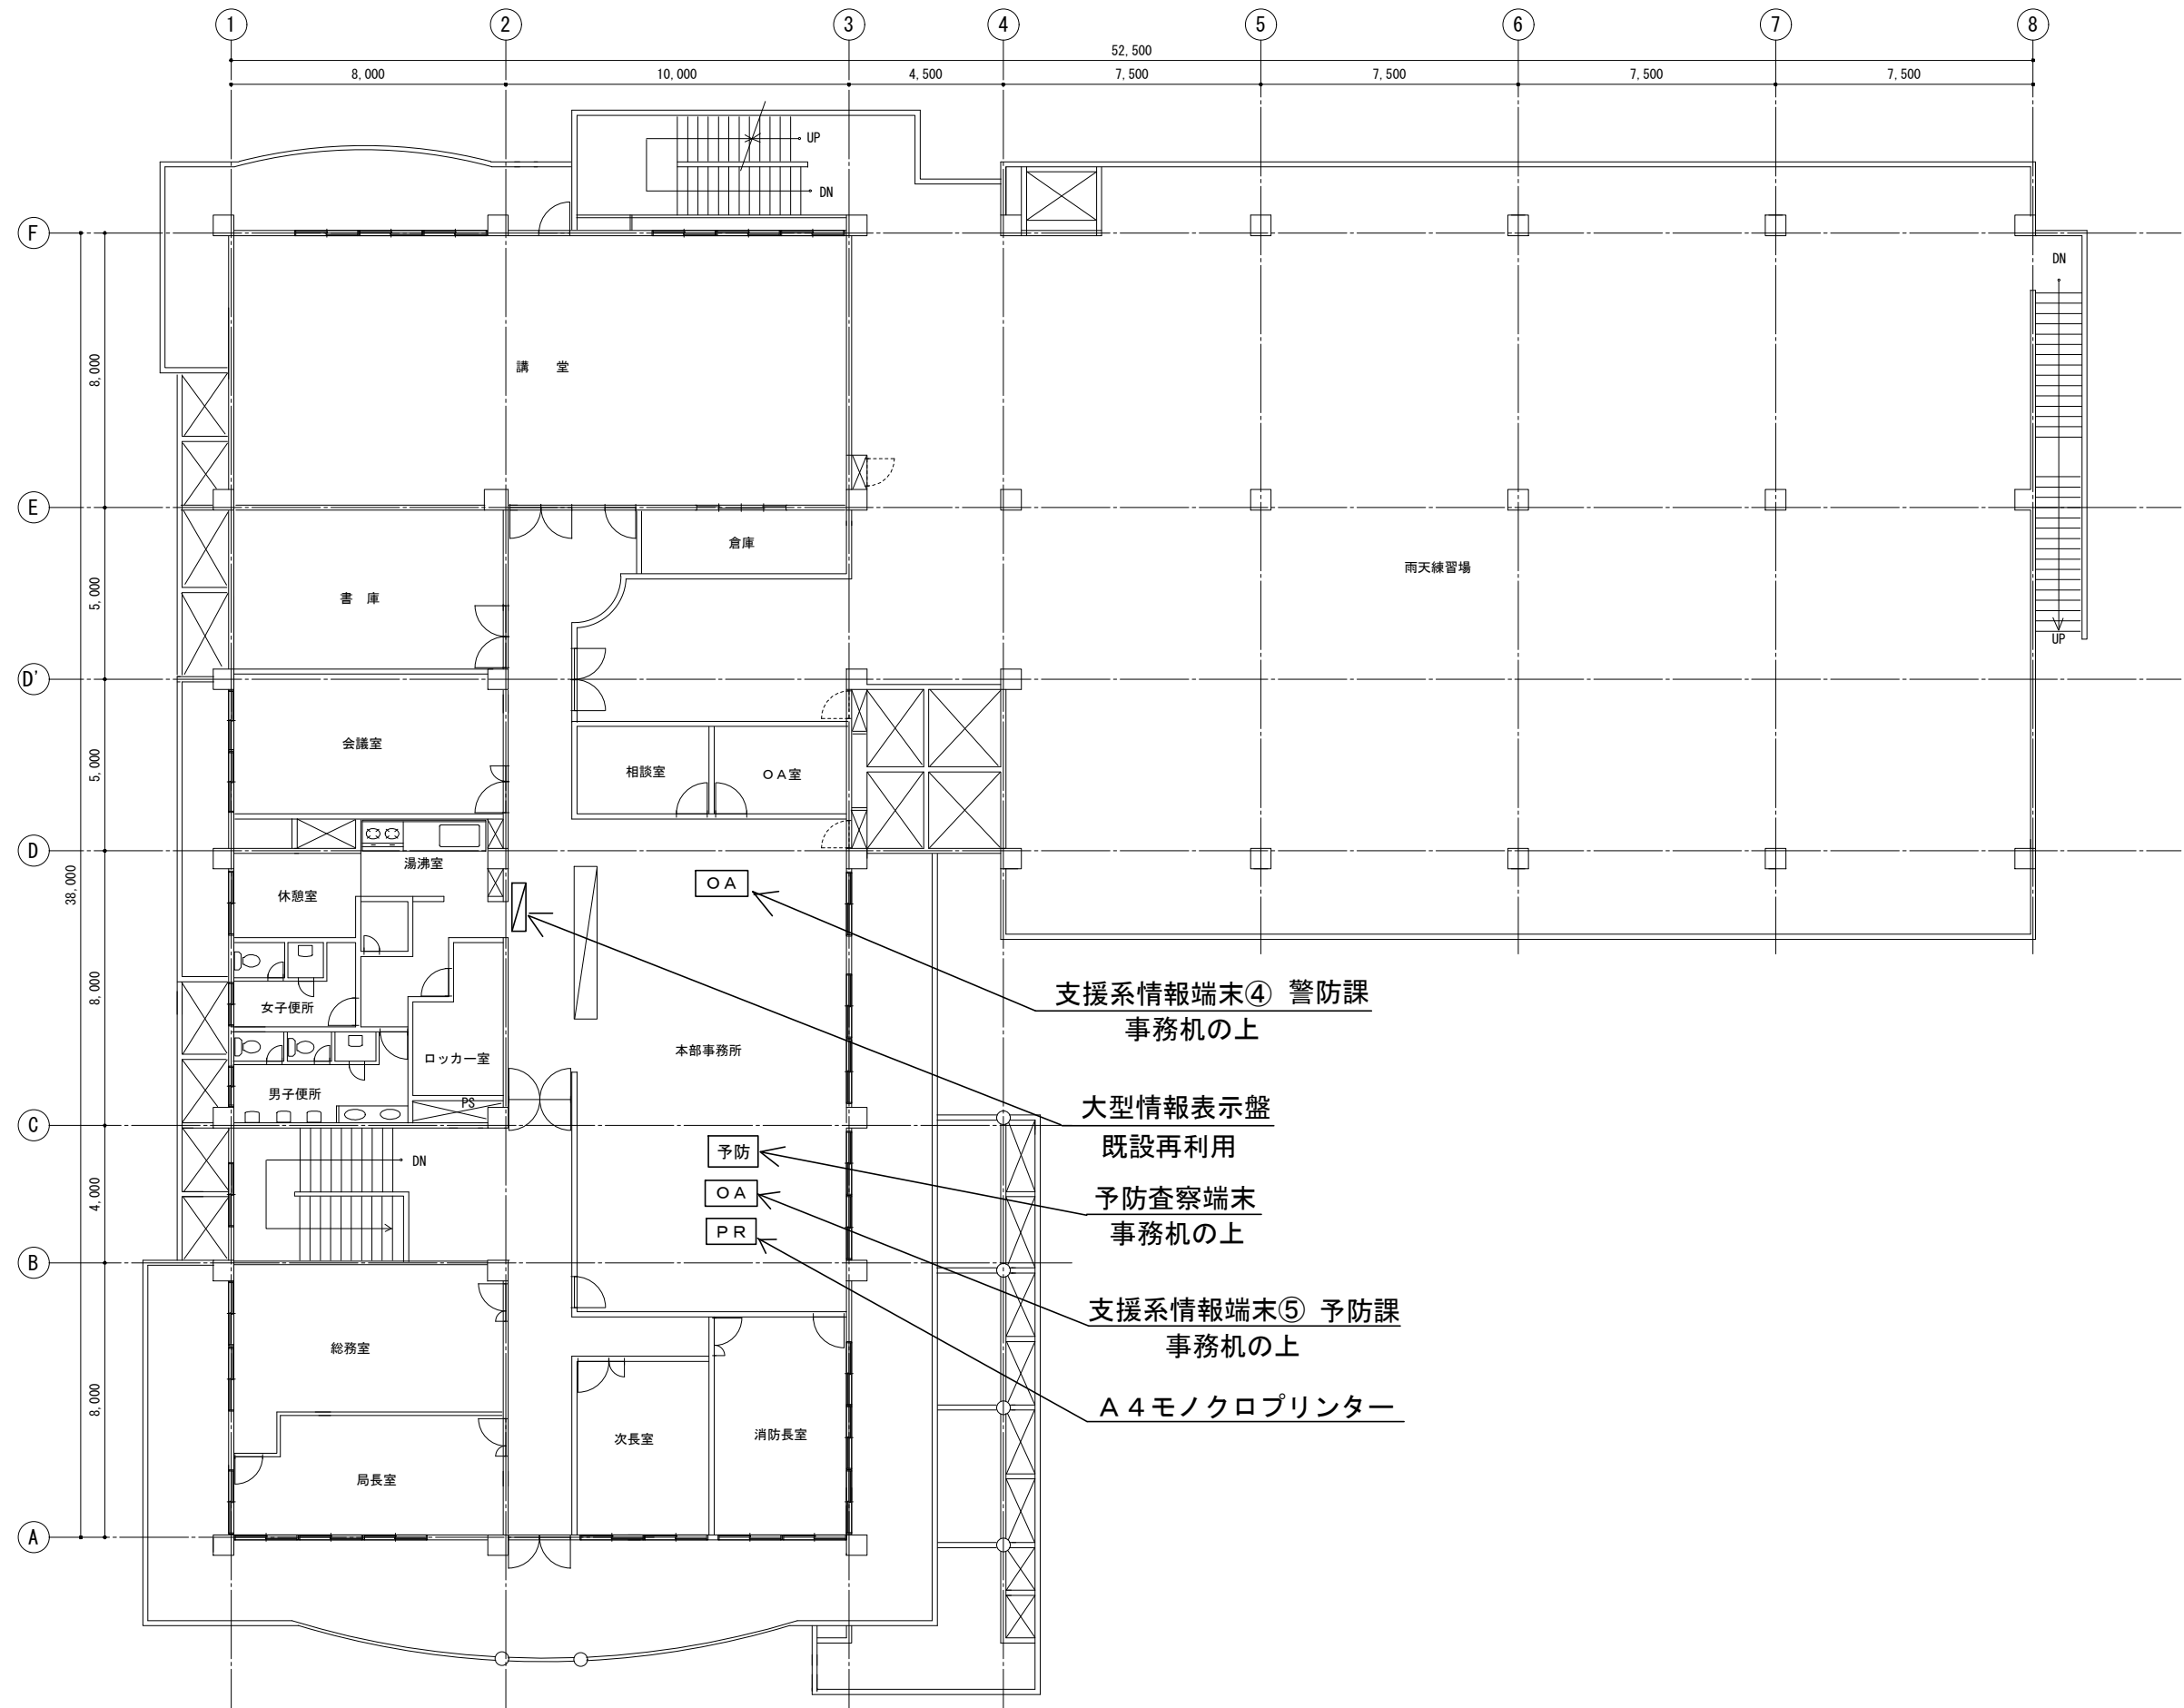 1 2 3 4 5 6 7 8
52,500
8,000 10,000 4,500 7,500 7,500 7,500 7,500
UP
DN
F
DN
8,000
講 堂
E
倉庫
雨天練習場
書 庫
5,000
UP
D'
会議室
5,000
相談室
OA室
D
湯沸室
38,000
休憩室
OA
8,000
支援系情報端末④ 警防課
事務机の上
女子便所
本部事務所
ロッカー室
男子便所
PS
大型情報表示盤
既設再利用
C
DN
予防
4,000
OA
予防査察端末
事務机の上
PR
B
支援系情報端末⑤ 予防課
事務机の上
総務室
8,000
A4モノクロプリンター
次長室
消防長室
局長室
A